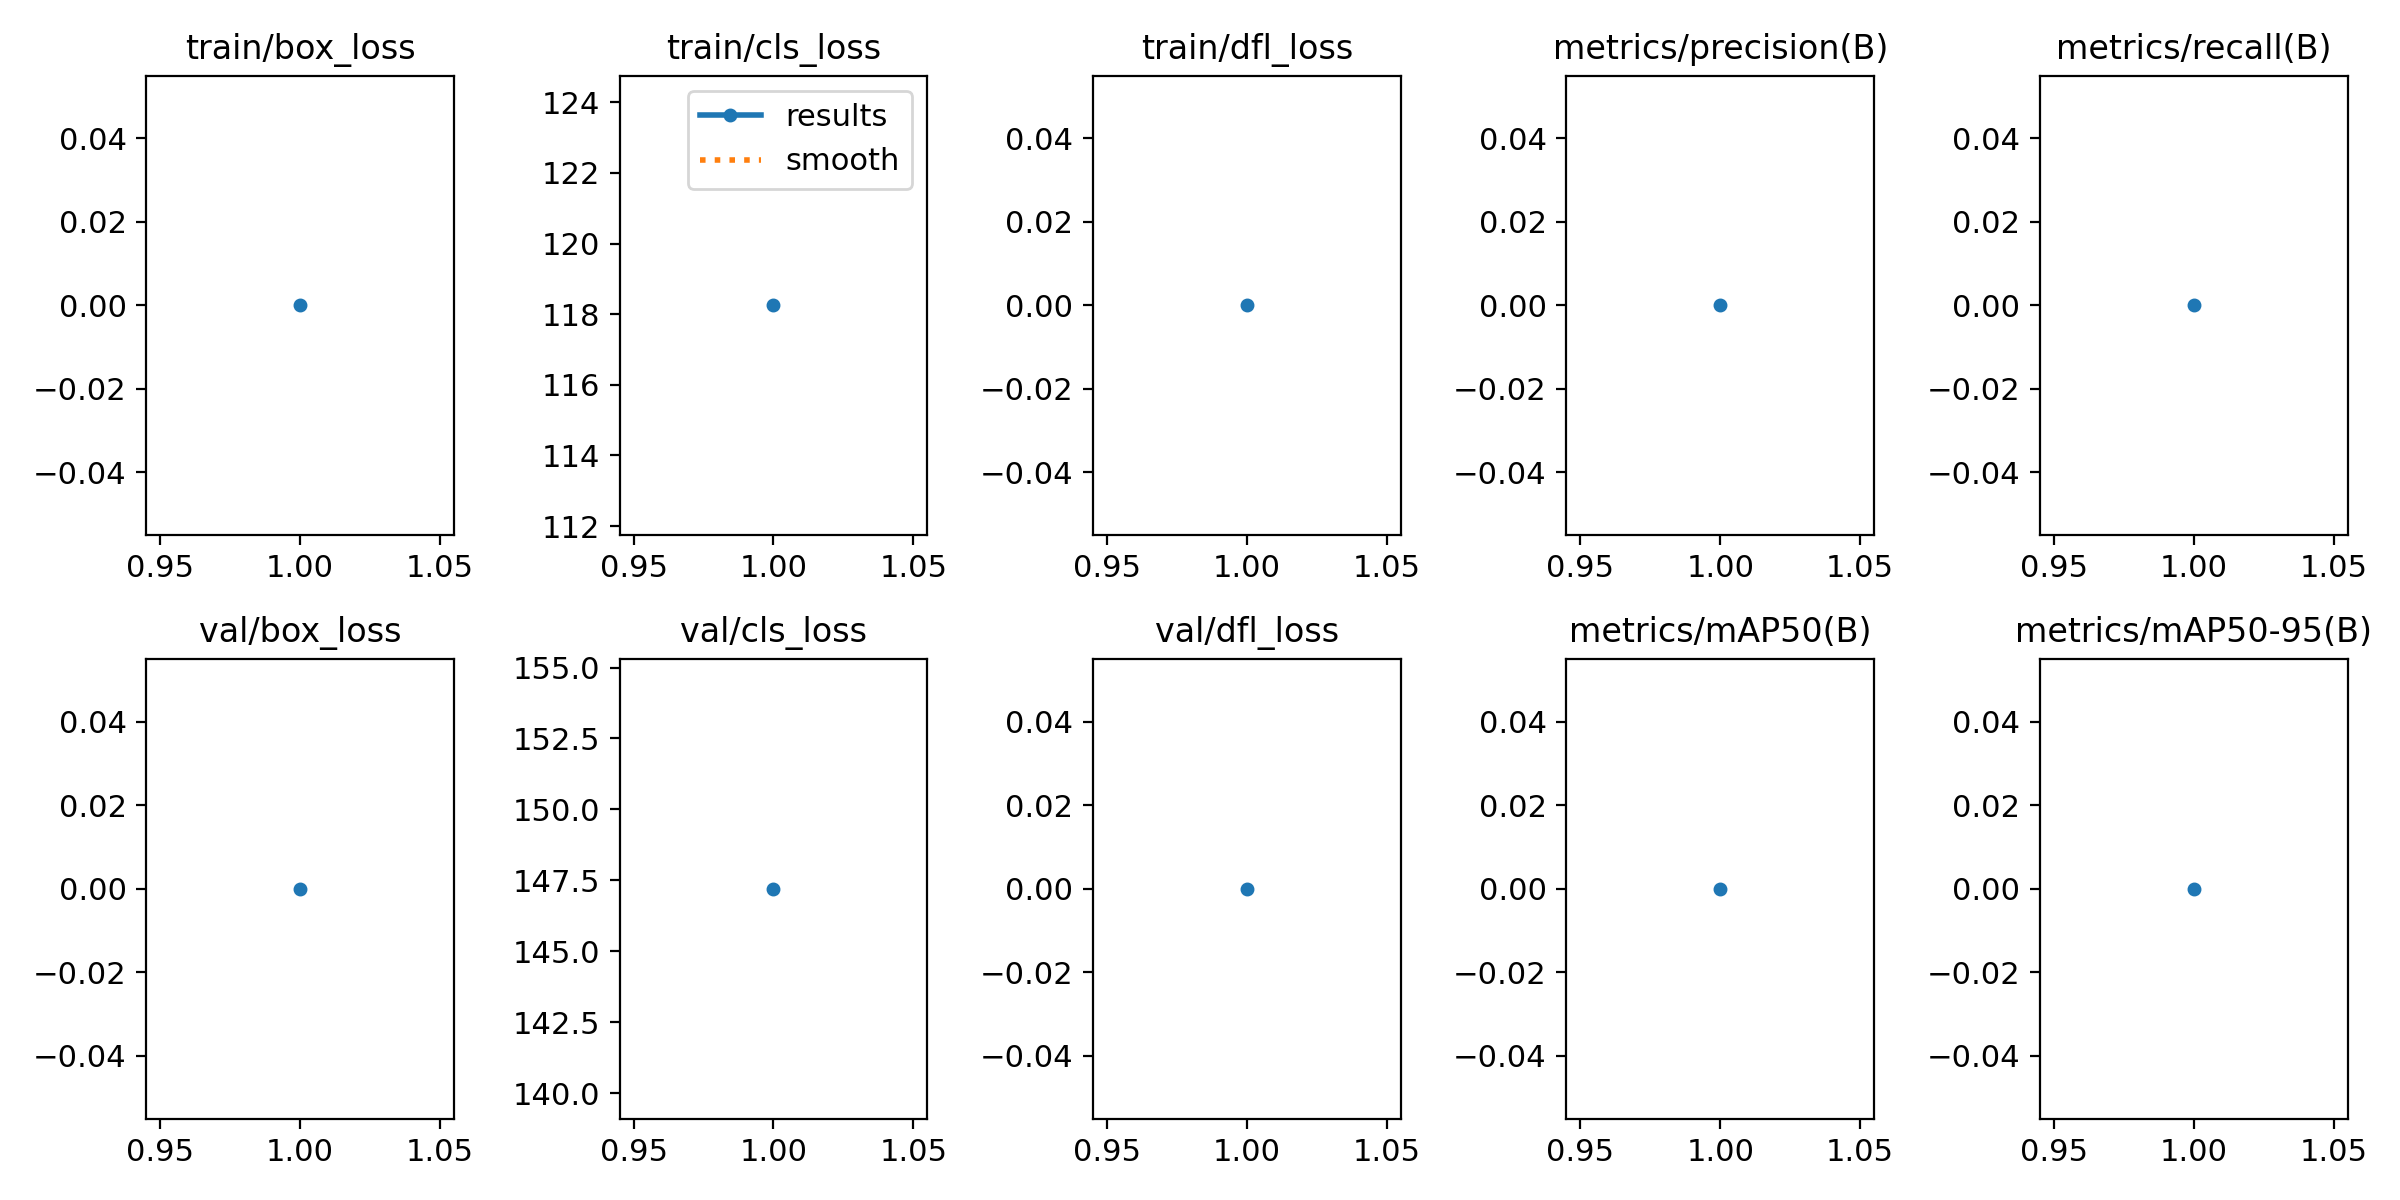 train/box_loss train/cls_loss train/dfl_loss metrics/precision(B) metrics/recall(B)
results
smooth
0.04 124 0.04 0.04 0.04
0.02 122 0.02 0.02 0.02
120
0.00 118 0.00 0.00 0.00
−0.02 116 −0.02 −0.02 −0.02
114
−0.04 112 −0.04 −0.04 −0.04
0.95 1.00 1.05 0.95 1.00 1.05 0.95 1.00 1.05 0.95 1.00 1.05 0.95 1.00 1.05
val/box_loss val/cls_loss val/dfl_loss metrics/mAP50(B) metrics/mAP50-95(B)
155.0
0.04 152.5 0.04 0.04 0.04
0.02 150.0 0.02 0.02 0.02
0.00 147.5 0.00 0.00 0.00
−0.02 145.0 −0.02 −0.02 −0.02
142.5
−0.04 140.0 −0.04 −0.04 −0.04
0.95 1.00 1.05 0.95 1.00 1.05 0.95 1.00 1.05 0.95 1.00 1.05 0.95 1.00 1.05